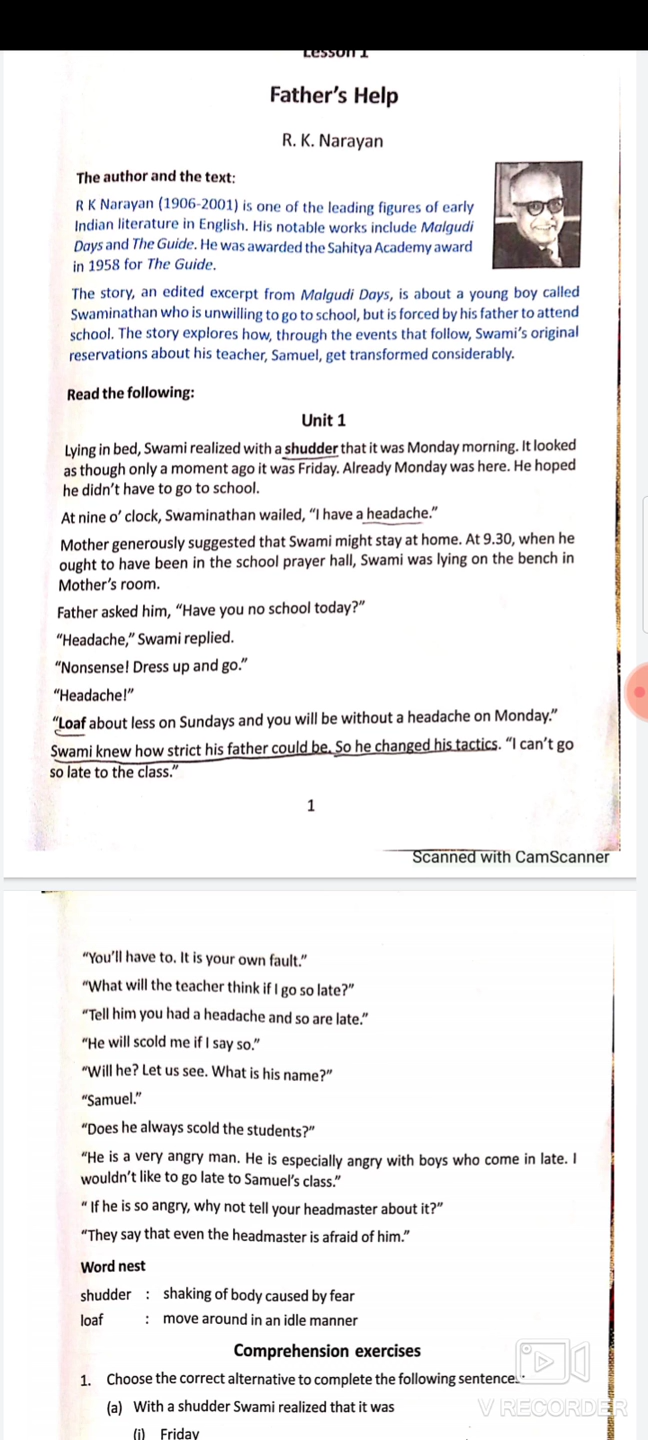 Lesson 1
Father's Help
R. K. Narayan
The author and the text:
R K Narayan (1906-2001) is one of the leading figures of early
Indian literature in English. His notable works include Malgudi
Days and The Guide. He was awarded the Sahitya Academy award
in 1958 for The Guide.
The story, an edited excerpt from Malgudi Days, is about a young boy called
Swaminathan who is unwilling to go to school, but is forced by his father to attend
school. The story explores how, through the events that follow, Swami's original
reservations about his teacher, Samuel, get transformed considerably.
Read the following:
Unit 1
Lying in bed, Swami realized with a shudder that it was Monday morning. It looked
as though only a moment ago it was Friday. Already Monday was here. He hoped
he didn't have to go to school.
At nine o' clock, Swaminathan wailed, "I have a headache."
Mother generously suggested that Swami might stay at home. At 9.30, when he
ought to have been in the school prayer hall, Swami was lying on the bench in
Mother's room.
Father asked him, "Have you no school today?"
"Headache," Swami replied.
"Nonsense! Dress up and go."
"Headache!"
"Loaf about less on Sundays and you will be without a headache on Monday."
Swami knew how strict his father could be. So he changed his tactics. "I can't go
so late to the class."
1
Scanned with CamScanner
"You'll have to. It is your own fault."
"What will the teacher think if I go so late?"
"Tell him you had a headache and so are late."
"He will scold me if I say so."
"Will he? Let us see. What is his name?"
"Samuel."
"Does he always scold the students?"
"He is a very angry man. He is especially angry with boys who come in late. I
wouldn't like to go late to Samuel's class."
" If he is so angry, why not tell your headmaster about it?"
"They say that even the headmaster is afraid of him."
Word nest
shudder : shaking of body caused by fear
loaf : move around in an idle manner
Comprehension exercises
1. Choose the correct alternative to complete the following sentences:
(a) With a shudder Swami realized that it was
(i) Friday
V RECORDER